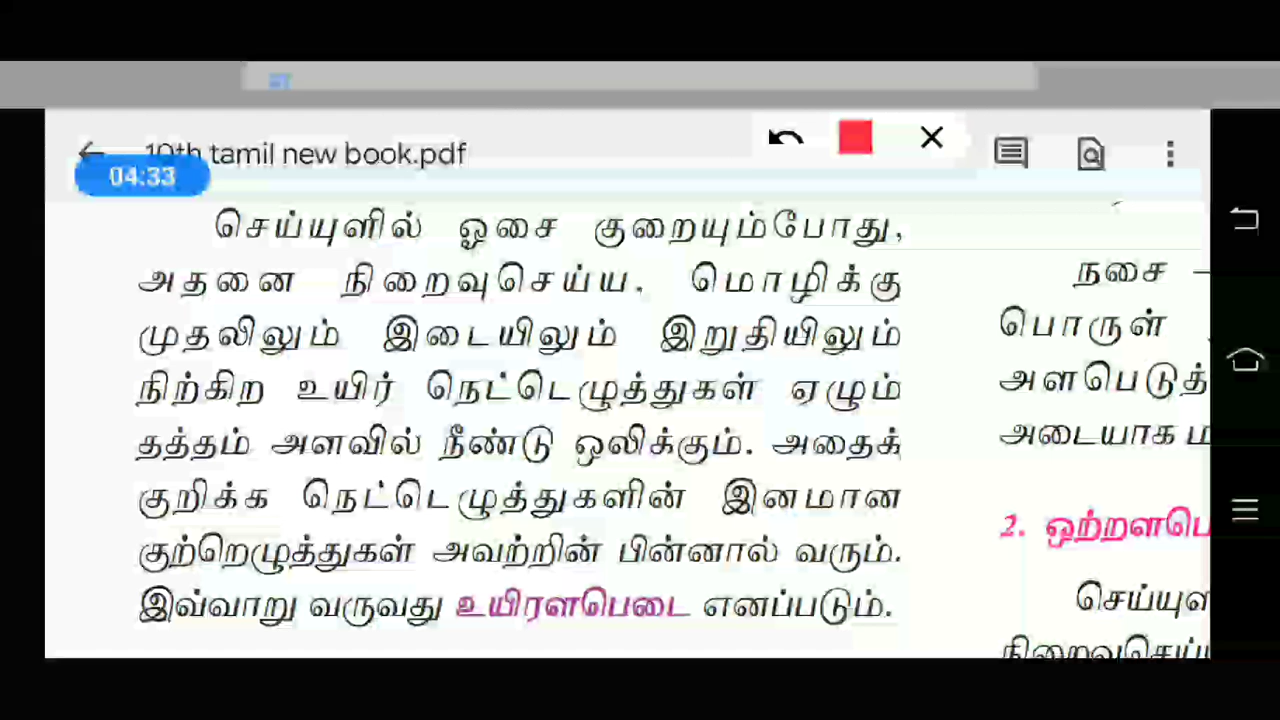 10th tamil new book.pdf
04:33
செய்யுளில் ஓசை குறையும்போது,
அதனை நிறைவுசெய்ய, மொழிக்கு
முதலிலும் இடையிலும் இறுதியிலும்
நிற்கிற உயிர் நெட்டெழுத்துகள் ஏழும்
தத்தம் அளவில் நீண்டு ஒலிக்கும். அதைக்
குறிக்க நெட்டெழுத்துகளின் இனமான
குற்றெழுத்துகள் அவற்றின் பின்னால் வரும்.
இவ்வாறு வருவது உயிரளபெடை எனப்படும்.
நசை –
பொருள்
அளபெடுத்
அடையாக ம
2. ஒற்றளபெ
செய்யுள
நிறைவுசெய்ய